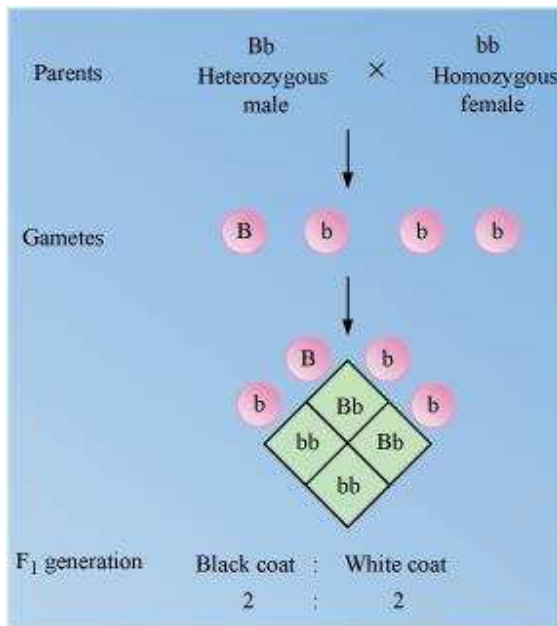 Bb bb
Parents Heterozygous × Homozygous
male female
Gametes B b b b
B b
b Bb b
bb Bb
bb
F1 generation Black coat : White coat
2 : 2